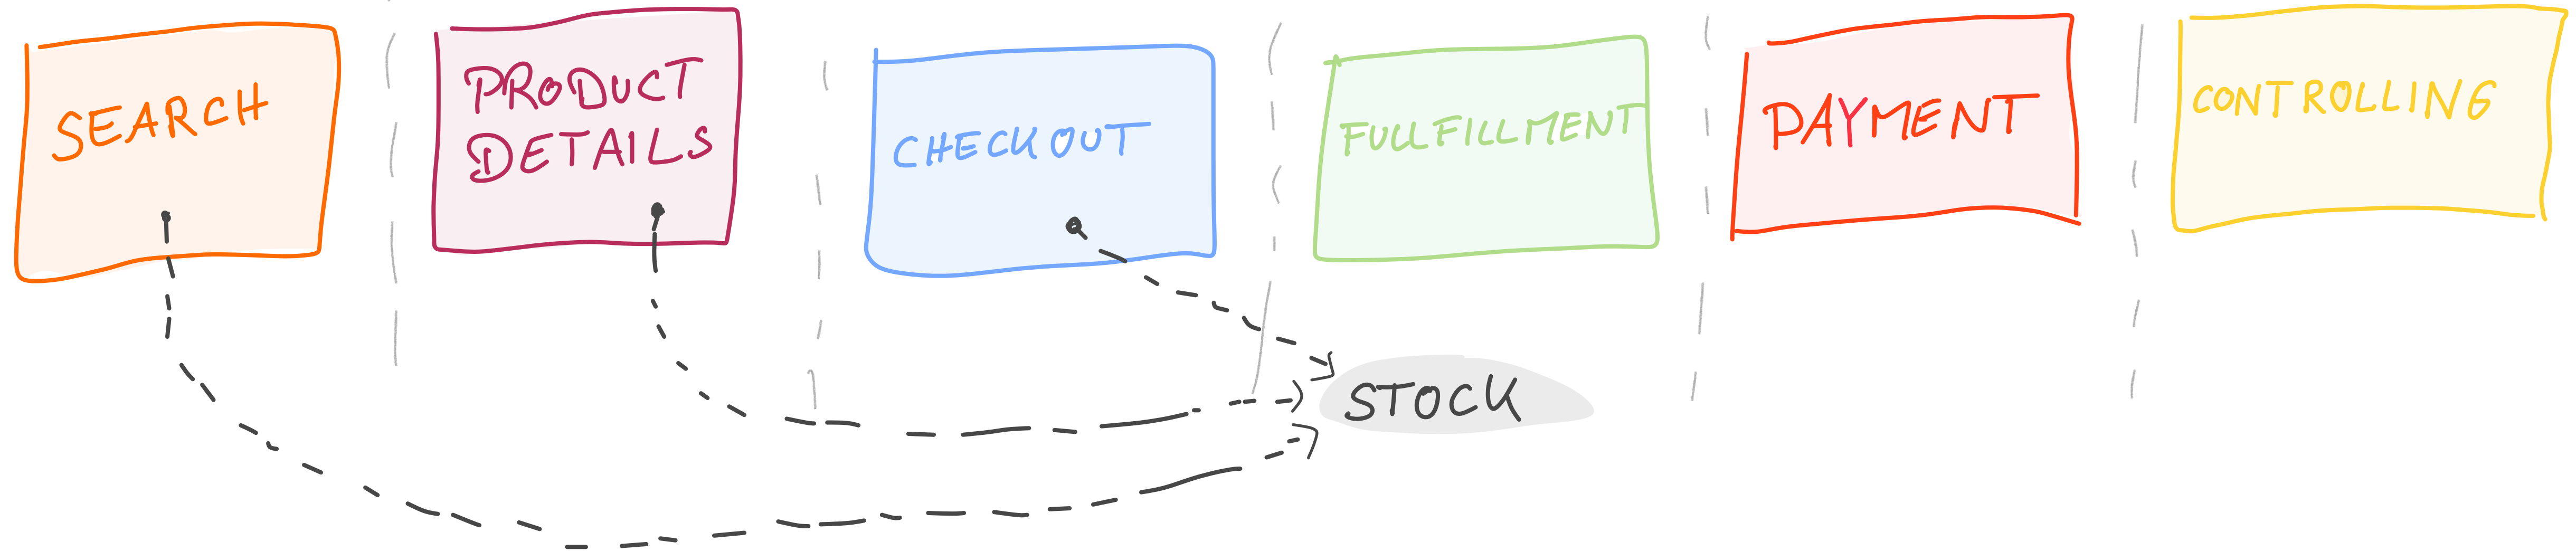 SEARCH
PRODUCT
DETAILS
CHECKOUT
FULLFILLMENT
PAYMENT
CONTROLLING
STOCK